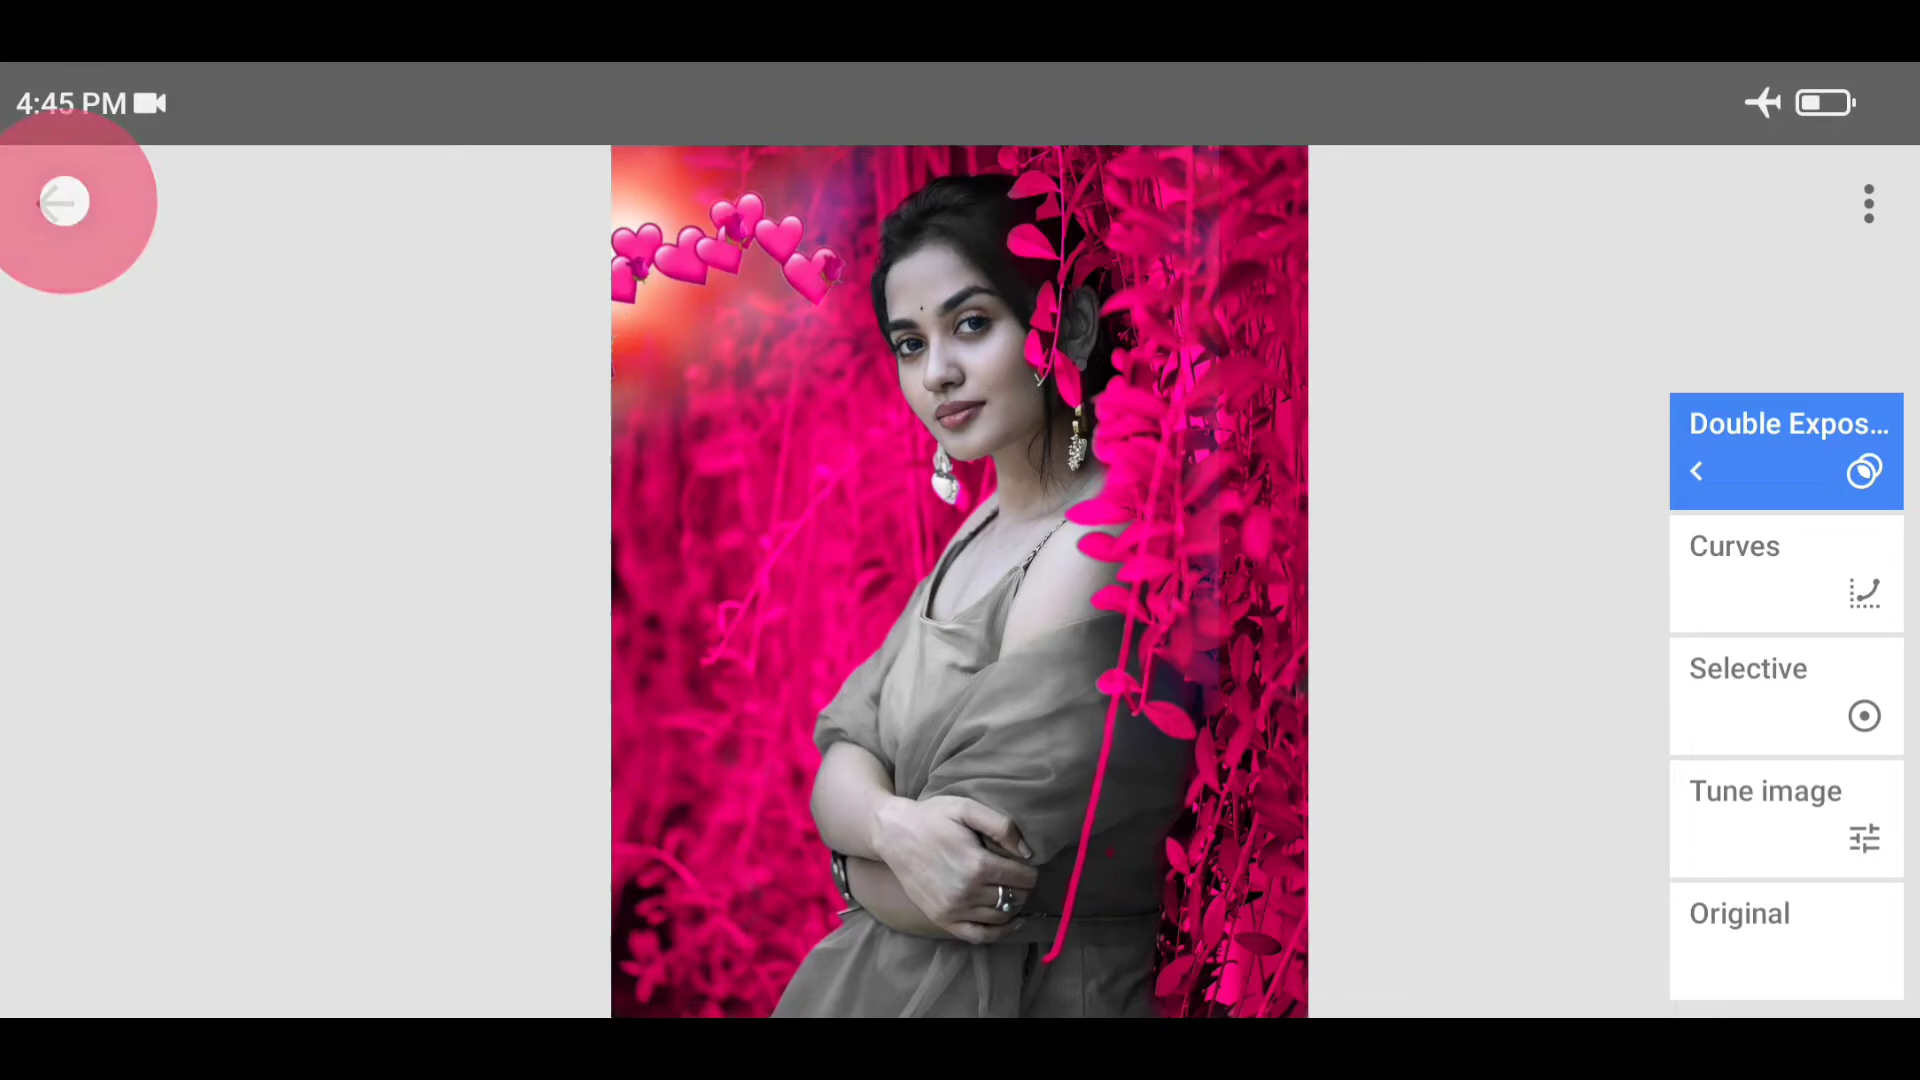 4:45 PM
Double Expos...
Curves
Selective
Tune image
Original